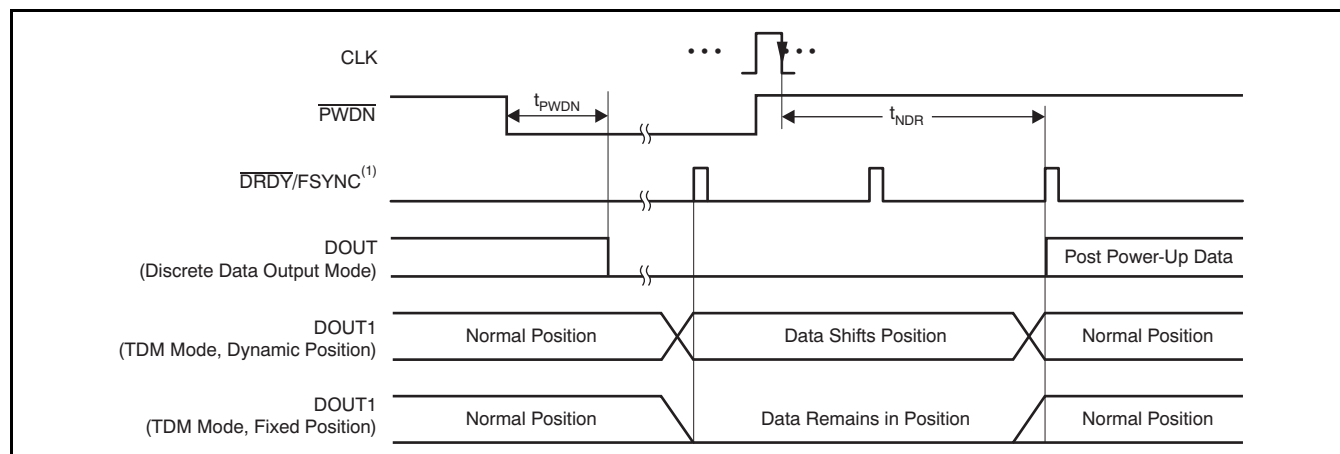 CLK
PWDN
tPWDN
tNDR
DRDY/FSYNC(1)
DOUT
(Discrete Data Output Mode)
Post Power-Up Data
DOUT1
(TDM Mode, Dynamic Position)
Normal Position
Data Shifts Position
Normal Position
DOUT1
(TDM Mode, Fixed Position)
Normal Position
Data Remains in Position
Normal Position